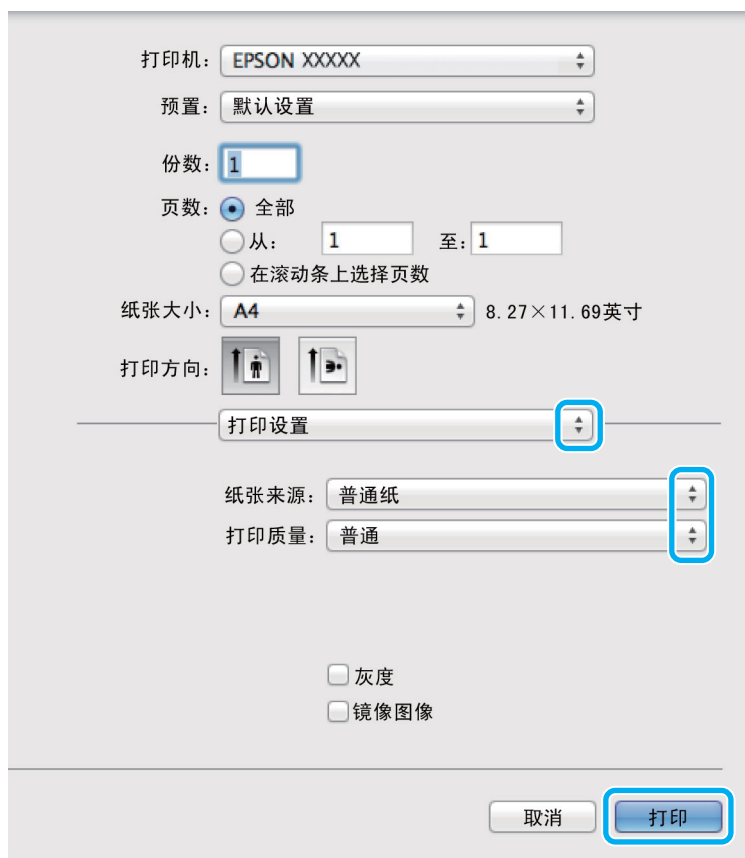 打印机： EPSON XXXXX
预置： 默认设置
份数： 1
页数： 全部
从： 1 至： 1
在滚动条上选择页数
纸张大小： A4 8.27×11.69英寸
打印方向：
打印设置
纸张来源： 普通纸
打印质量： 普通
灰度
镜像图像
取消 打印